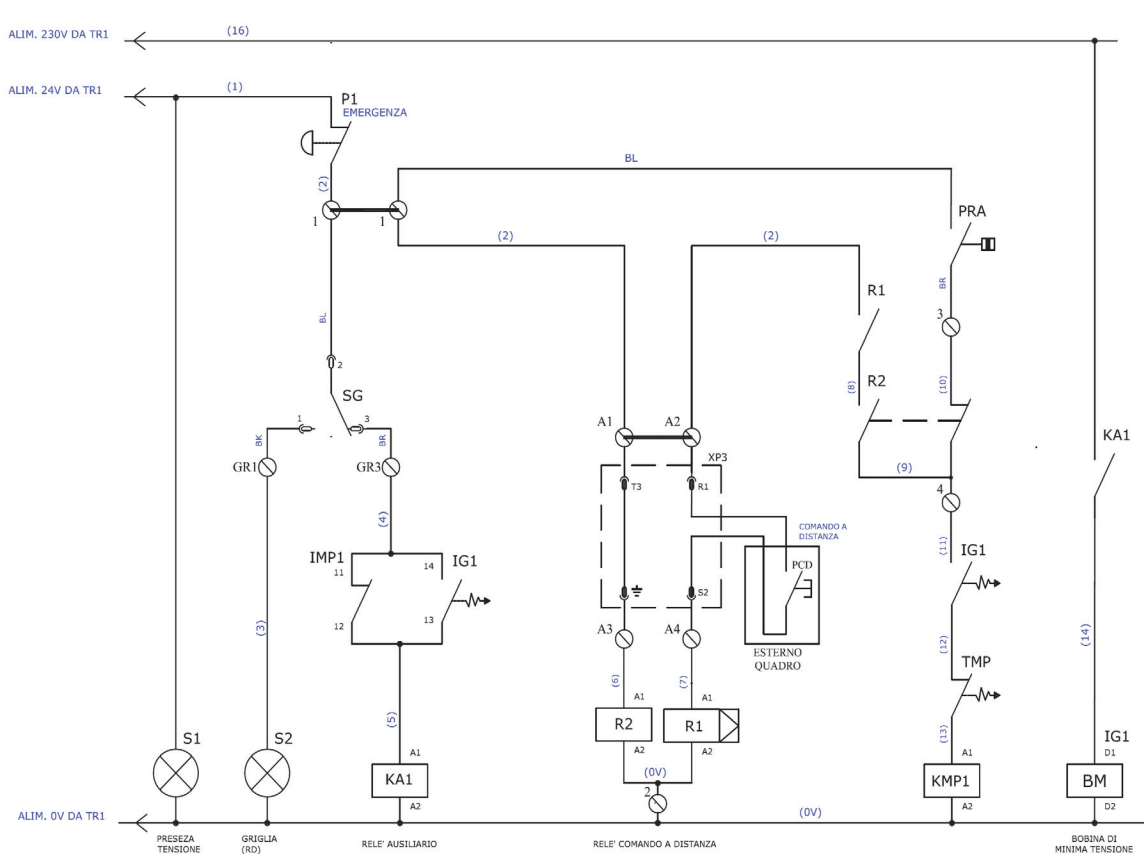 ALIM. 230V DA TR1
(16)
ALIM. 24V DA TR1
(1)
P1
EMERGENZA
BL
(2)
1
1
PRA
(2)
(2)
BR
R1
3
BL
2
(8)
R2
(10)
SG
1
3
A1
A2
KA1
BK
BR
GR1
GR3
XP3
(9)
T3
R1
4
(4)
COMANDO A
DISTANZA
(11)
IG1
IMP1
11
14
IG1
PCD
S2
12
13
(3)
A3
A4
ESTERNO
QUADRO
(12)
(14)
TMP
(6)
(7)
(5)
A1
A1
R2
R1
(13)
S1
S2
A2
A2
IG1
A1
A1
D1
(0V)
KA1
KMP1
BM
2
A2
A2
D2
ALIM. 0V DA TR1
(0V)
PRESEZA
TENSIONE
GRIGLIA
(RD)
RELE' AUSILIARIO
RELE' COMANDO A DISTANZA
BOBINA DI
MINIMA TENSIONE